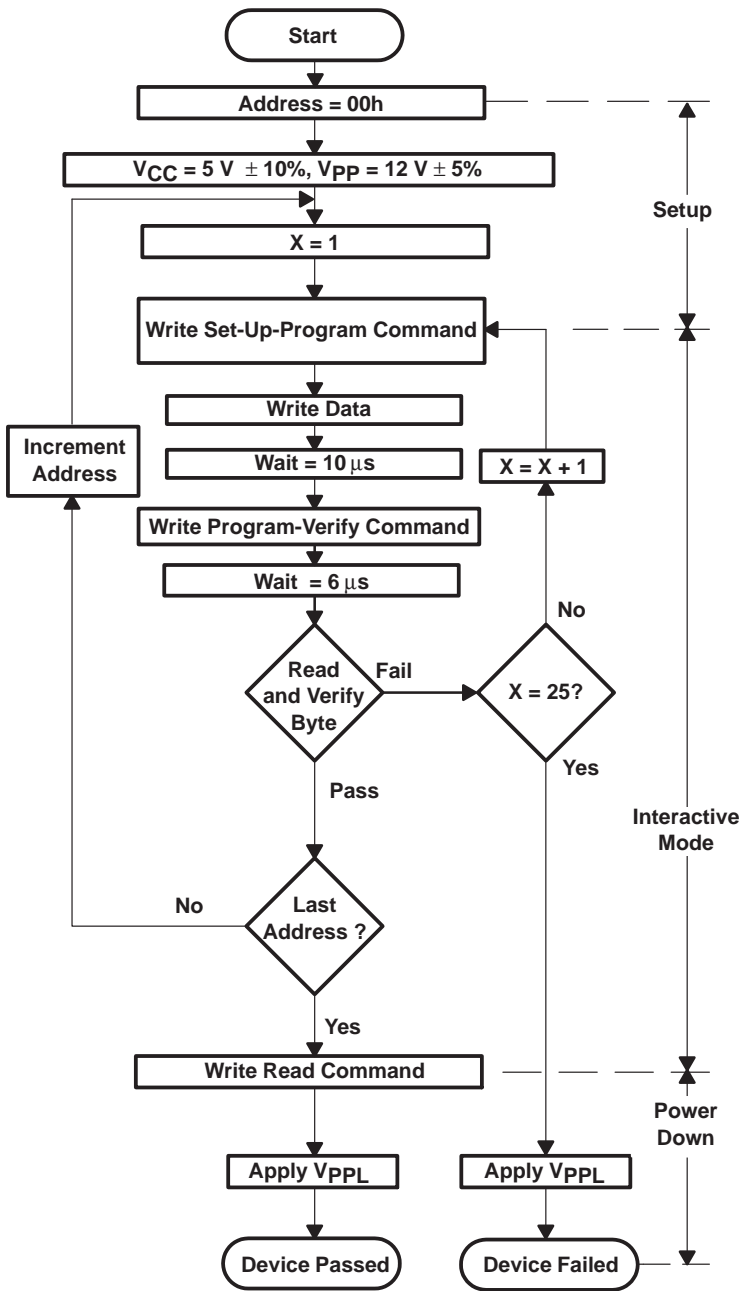 Start
Address = 00h
VCC = 5 V ± 10%, VPP = 12 V ± 5%
Setup
X = 1
Write Set-Up-Program Command
Write Data
Increment
Address
Wait = 10 µs
X = X + 1
Write Program-Verify Command
Wait = 6 µs
No
Read
and Verify
Byte
Fail
X = 25?
Yes
Pass
Interactive
Mode
No
Last
Address ?
Yes
Write Read Command
Power
Down
Apply VPPL
Apply VPPL
Device Passed
Device Failed